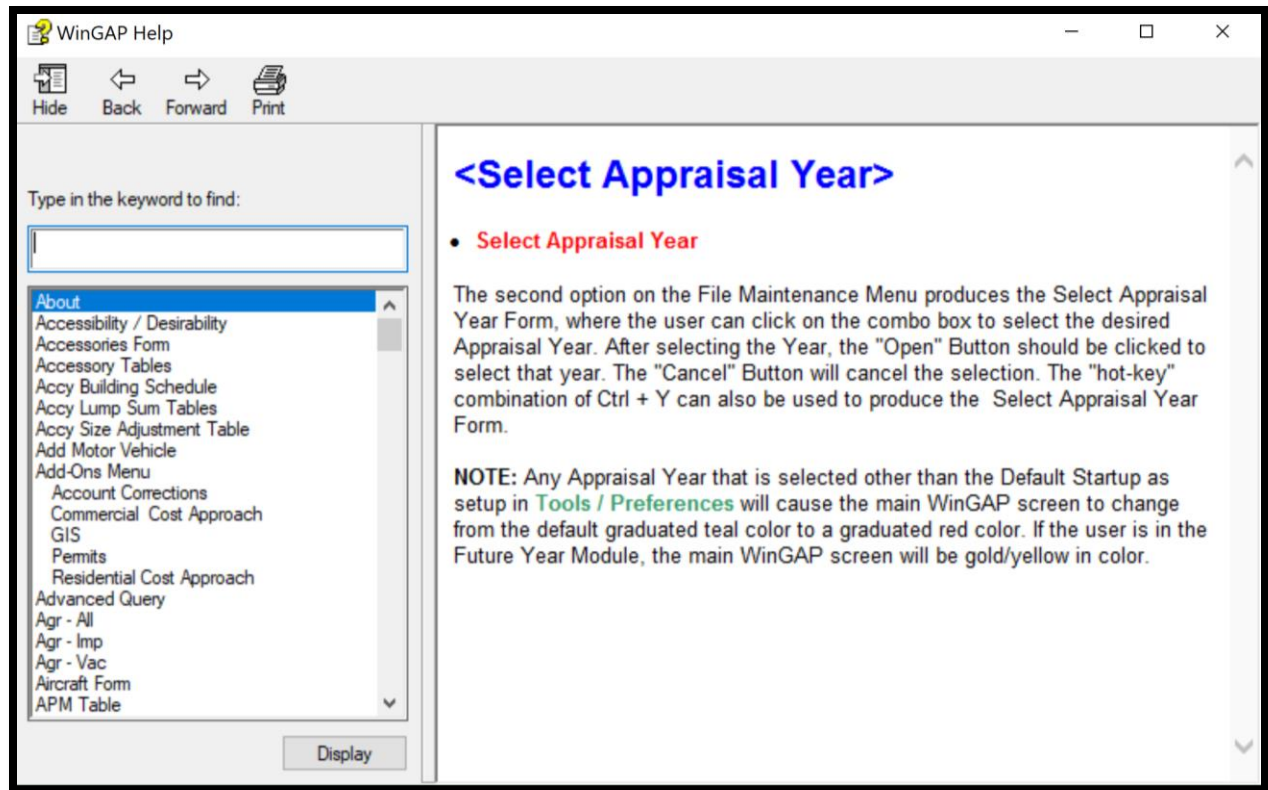 WinGAP Help
Hide Back Forward Print
Type in the keyword to find:
About
Accessibility / Desirability
Accessories Form
Accessory Tables
Accy Building Schedule
Accy Lump Sum Tables
Accy Size Adjustment Table
Add Motor Vehicle
Add-Ons Menu
Account Corrections
Commercial Cost Approach
GIS
Permits
Residential Cost Approach
Advanced Query
Agr - All
Agr - Imp
Agr - Vac
Aircraft Form
APM Table
Display
<Select Appraisal Year>
• Select Appraisal Year
The second option on the File Maintenance Menu produces the Select Appraisal
Year Form, where the user can click on the combo box to select the desired
Appraisal Year. After selecting the Year, the "Open" Button should be clicked to
select that year. The "Cancel" Button will cancel the selection. The "hot-key"
combination of Ctrl + Y can also be used to produce the Select Appraisal Year
Form.
NOTE: Any Appraisal Year that is selected other than the Default Startup as
setup in Tools / Preferences will cause the main WinGAP screen to change
from the default graduated teal color to a graduated red color. If the user is in the
Future Year Module, the main WinGAP screen will be gold/yellow in color.